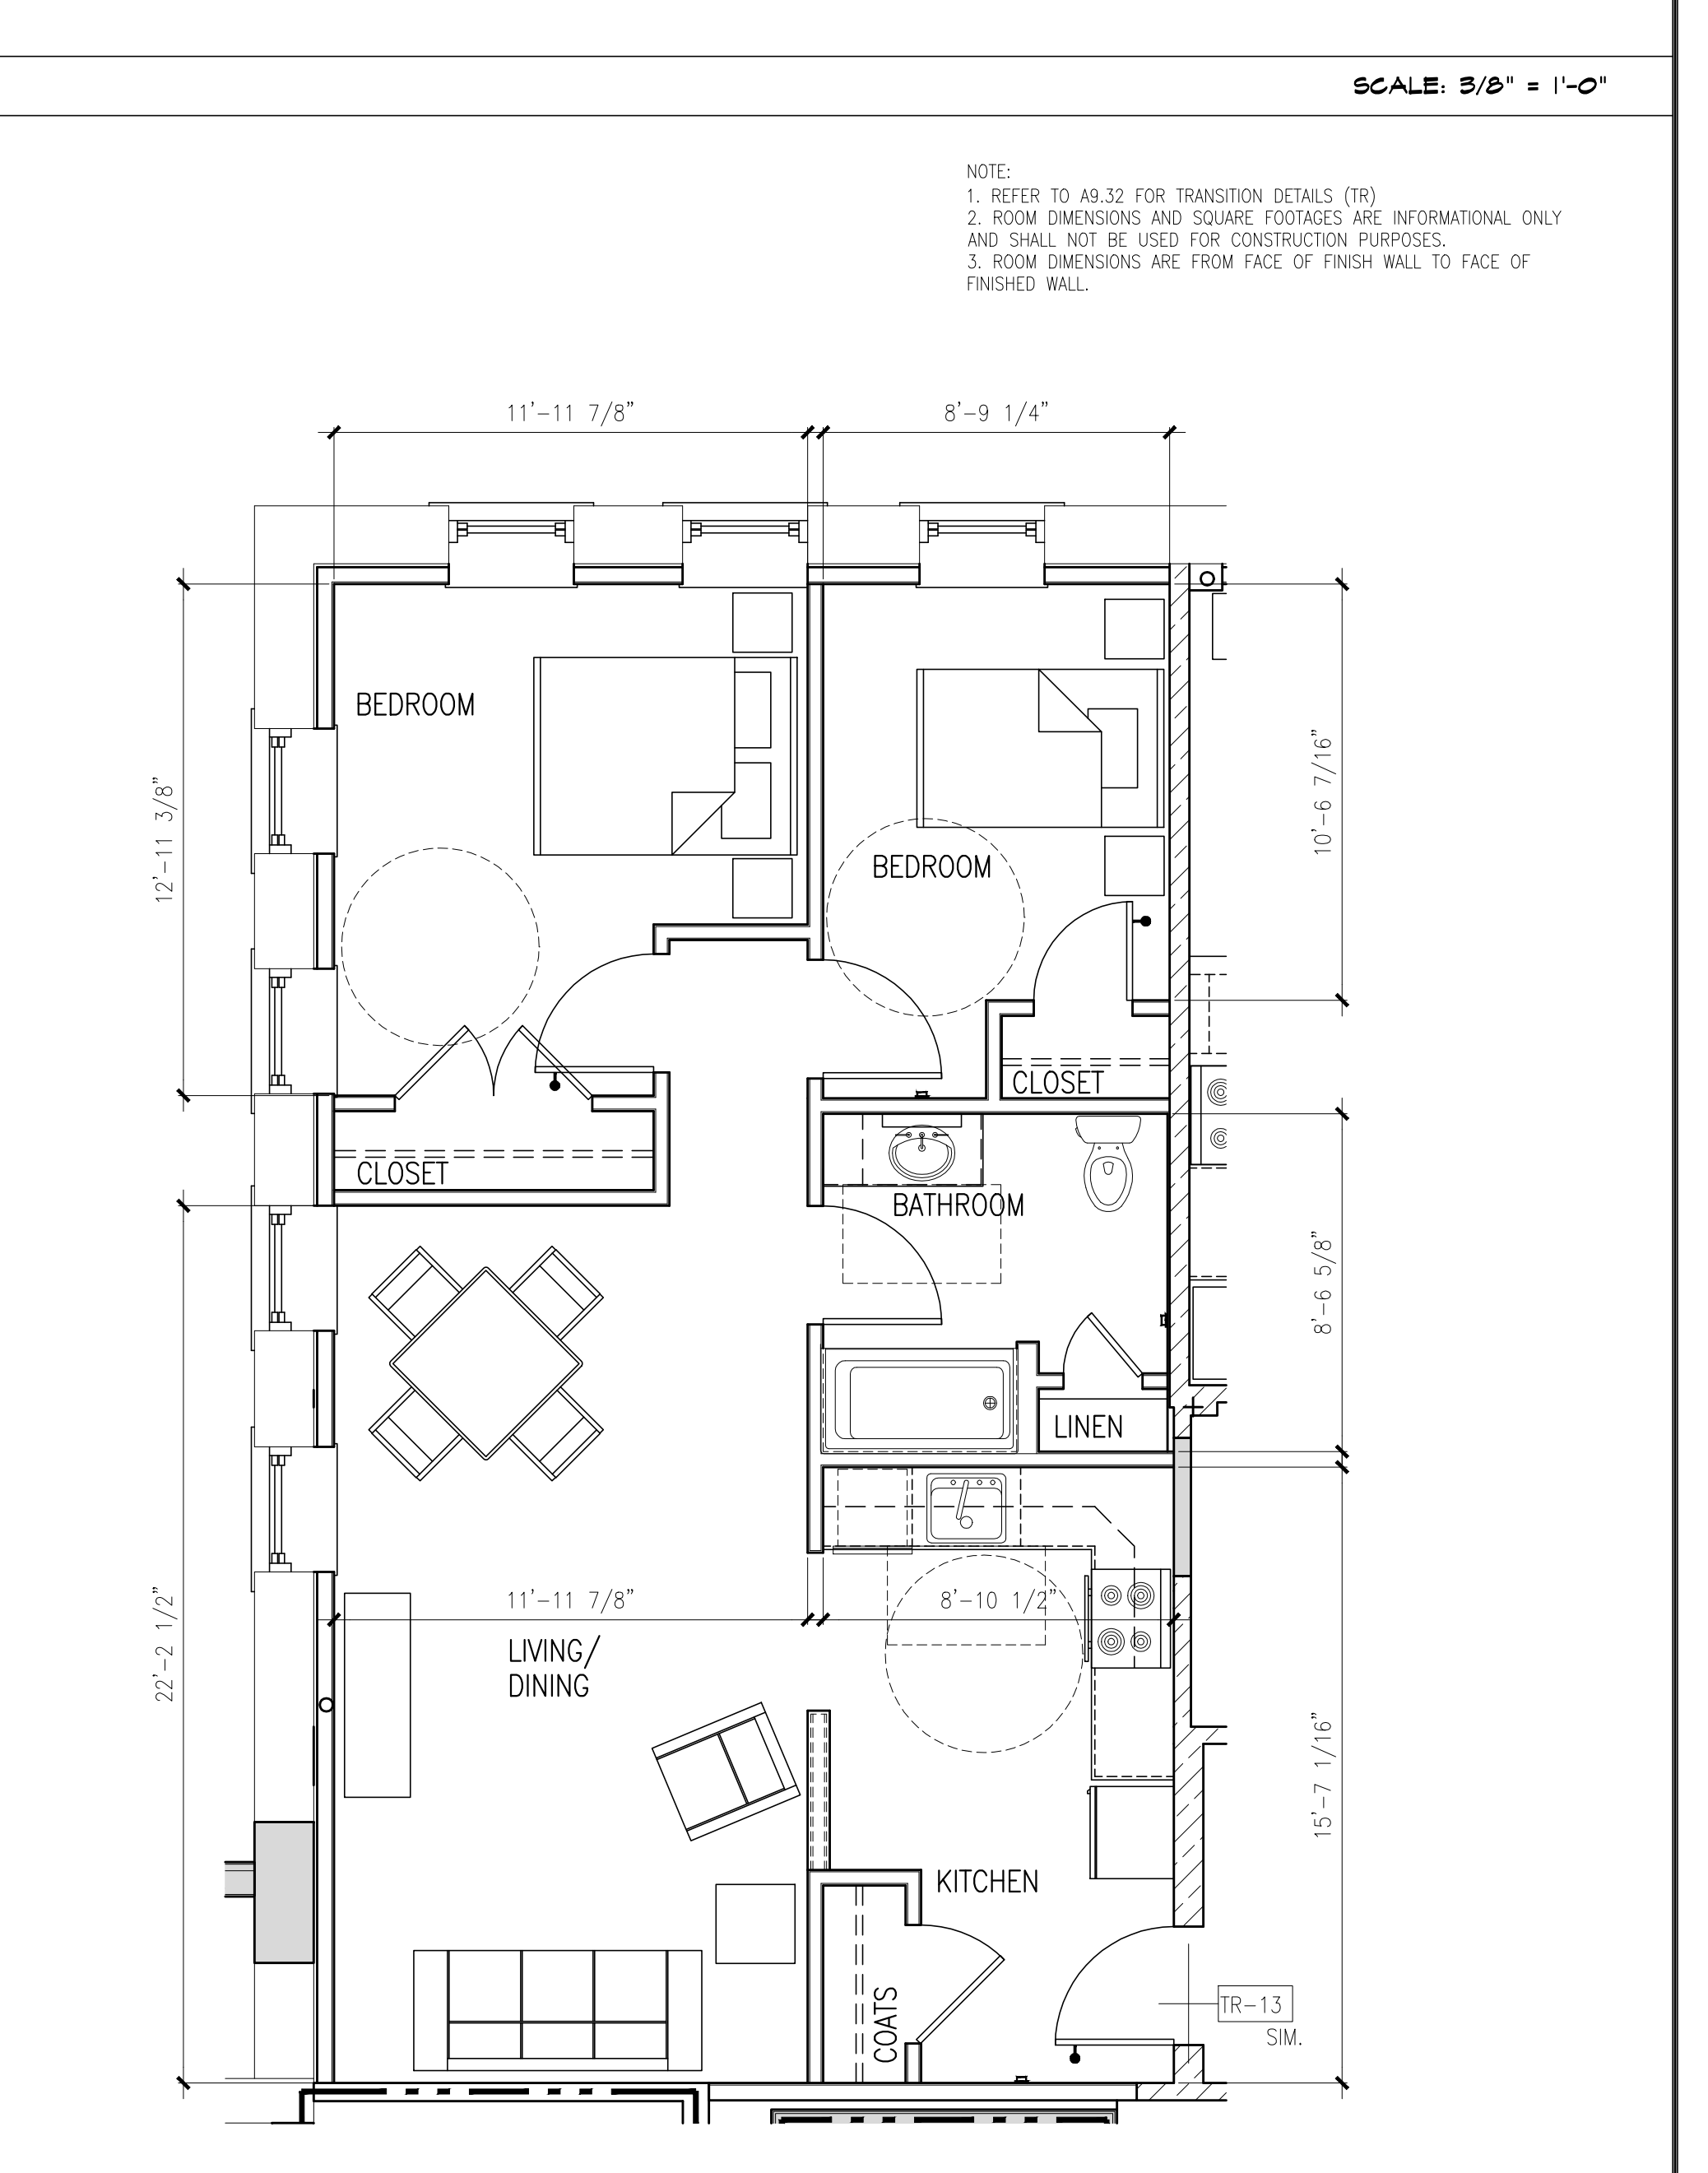 SCALE: 3/8" = 1'-0"
NOTE:
1. REFER TO A9.32 FOR TRANSITION DETAILS (TR)
2. ROOM DIMENSIONS AND SQUARE FOOTAGES ARE INFORMATIONAL ONLY
AND SHALL NOT BE USED FOR CONSTRUCTION PURPOSES.
3. ROOM DIMENSIONS ARE FROM FACE OF FINISH WALL TO FACE OF
FINISHED WALL.
11'-11 7/8"
8'-9 1/4"
BEDROOM
12'-11 3/8"
10'-6 7/16"
BEDROOM
CLOSET
CLOSET
BATHROOM
8'-6 5/8"
LINEN
11'-11 7/8"
8'-10 1/2"
LIVING/
DINING
22'-2 1/2"
15'-7 1/16"
KITCHEN
COATS
TR-13
SIM.